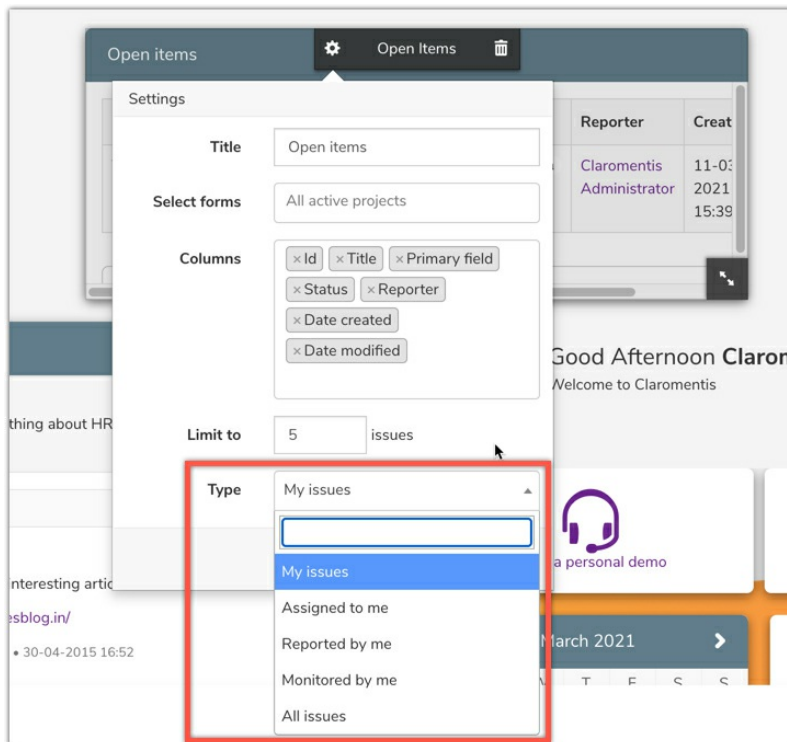 Open items
Open Items
Settings
Reporter
Creat
Title
Open items
Claromentis
Administrator
11-03
2021
15:39
Select forms
All active projects
Columns
×Id ×Title ×Primary field
×Status ×Reporter
×Date created
×Date modified
Good Afternoon Claror
Welcome to Claromentis
thing about HR
Limit to
5
issues
Type
My issues
My issues
Assigned to me
Reported by me
Monitored by me
All issues
a personal demo
nteresting artic
esblog.in/
• 30-04-2015 16:52
March 2021
T F S S